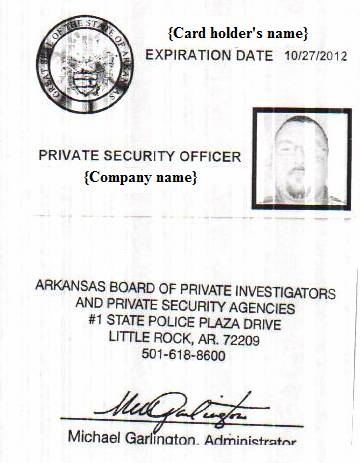 GREAT SEAL OF THE STATE OF ARKANSAS
{Card holder's name}
EXPIRATION DATE 10/27/2012
PRIVATE SECURITY OFFICER
{Company name}
ARKANSAS BOARD OF PRIVATE INVESTIGATORS
AND PRIVATE SECURITY AGENCIES
#1 STATE POLICE PLAZA DRIVE
LITTLE ROCK, AR. 72209
501-618-8600
Michael Garlington, Administrator